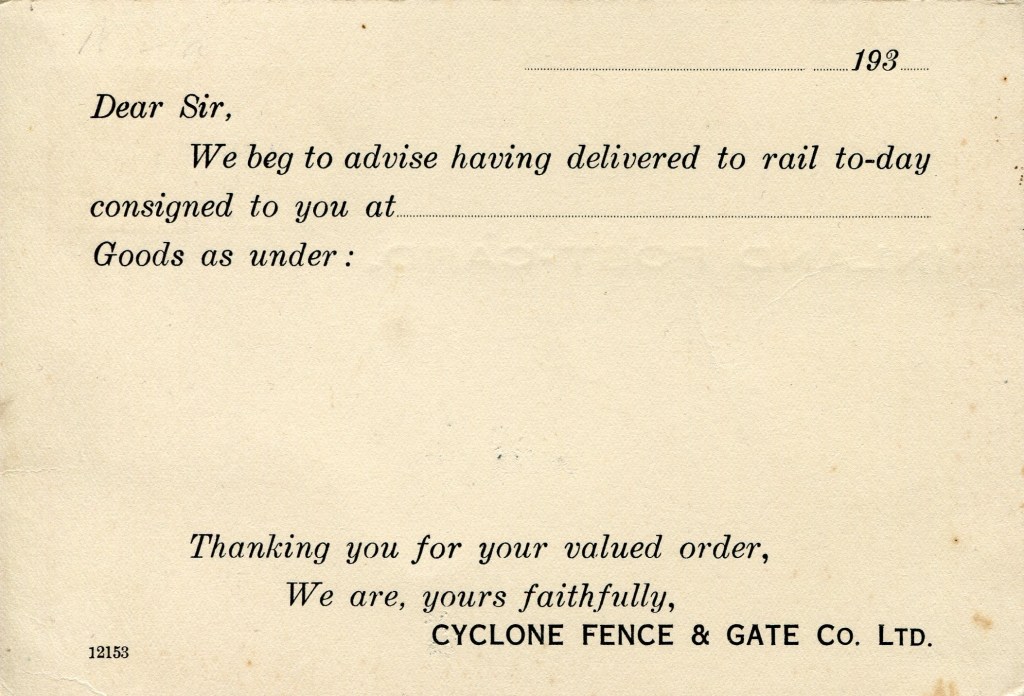 193
Dear Sir,
We beg to advise having delivered to rail to-day
consigned to you at
Goods as under :
Thanking you for your valued order,
We are, yours faithfully,
CYCLONE FENCE & GATE Co. LTD.
12153